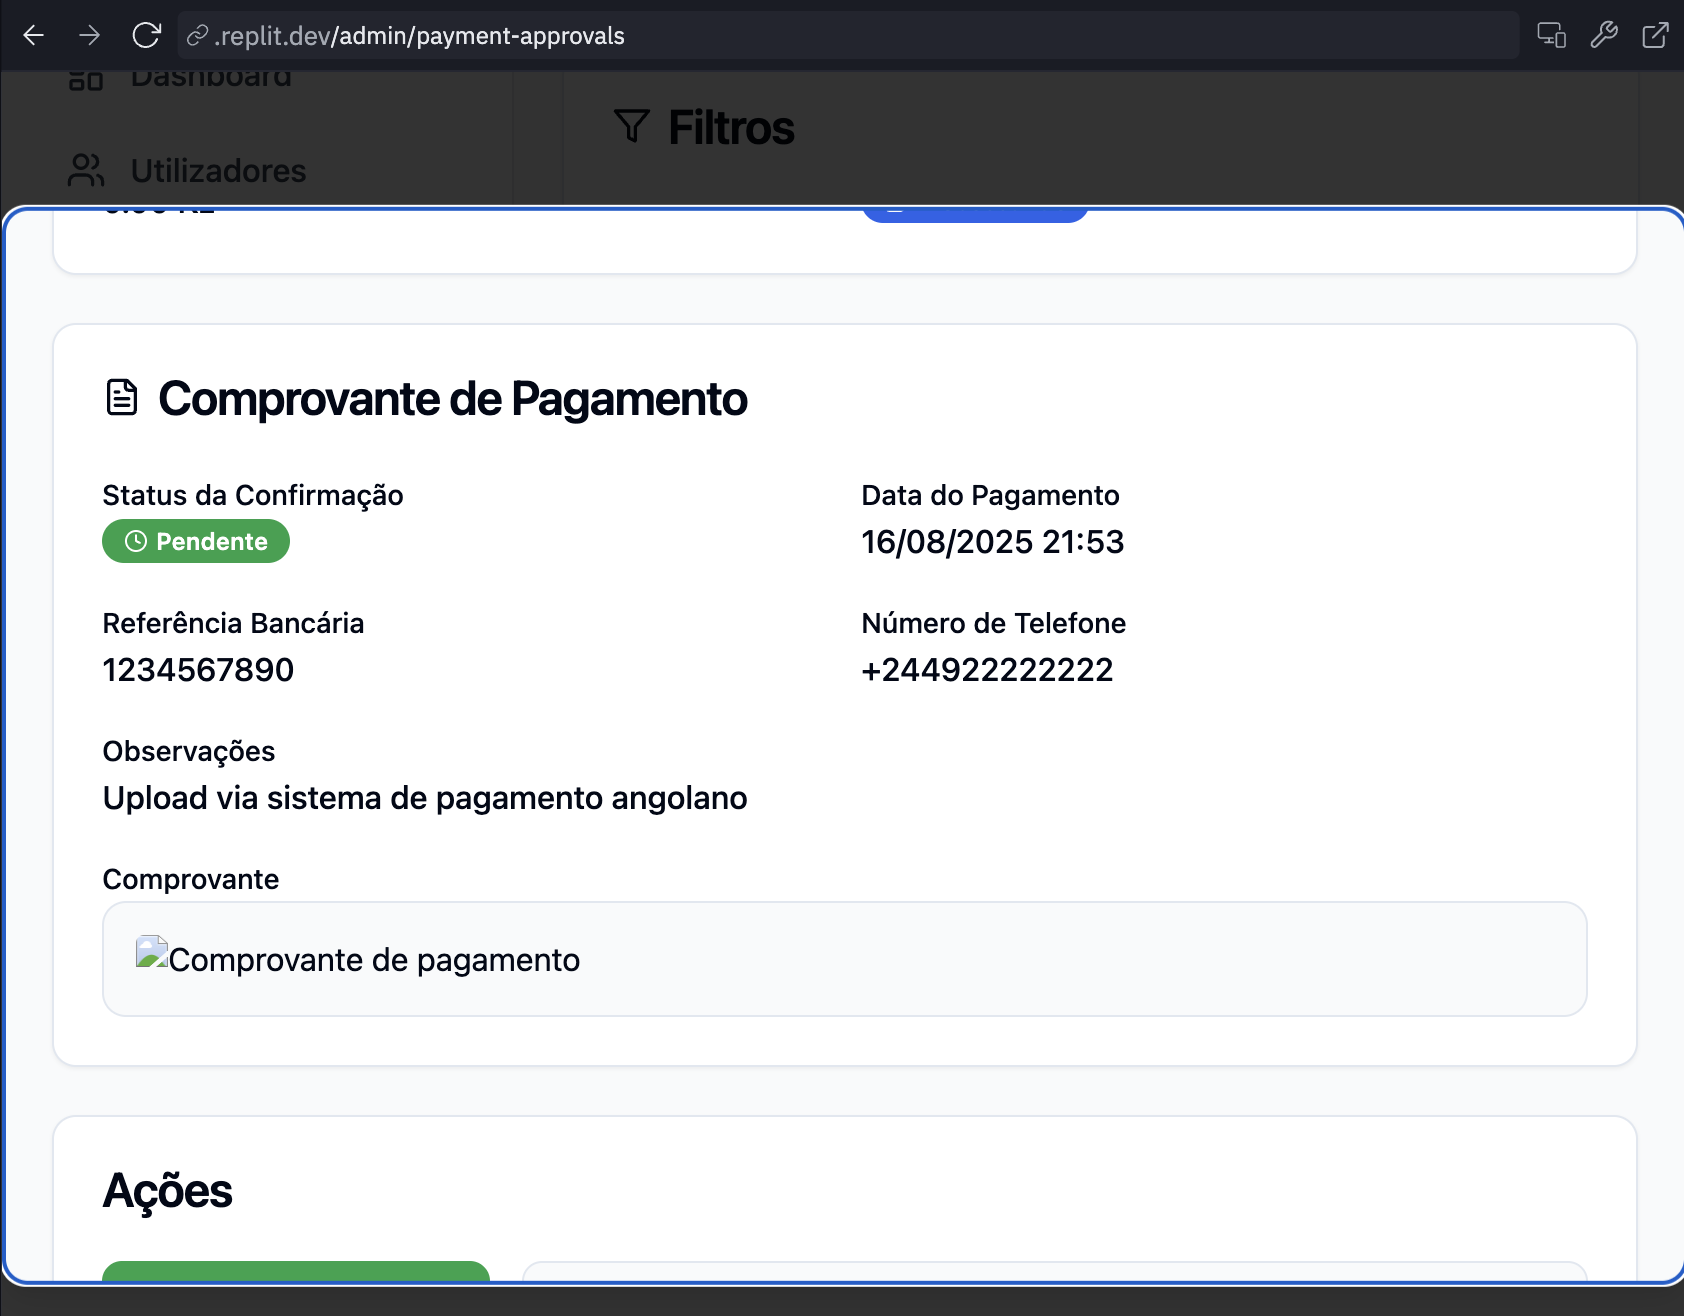 .replit.dev/admin/payment-approvals
Dashboard
Filtros
Utilizadores
Comprovante de Pagamento
Status da Confirmação
Data do Pagamento
Pendente
16/08/2025 21:53
Referência Bancária
Número de Telefone
1234567890
+244922222222
Observações
Upload via sistema de pagamento angolano
Comprovante
Comprovante de pagamento
Ações